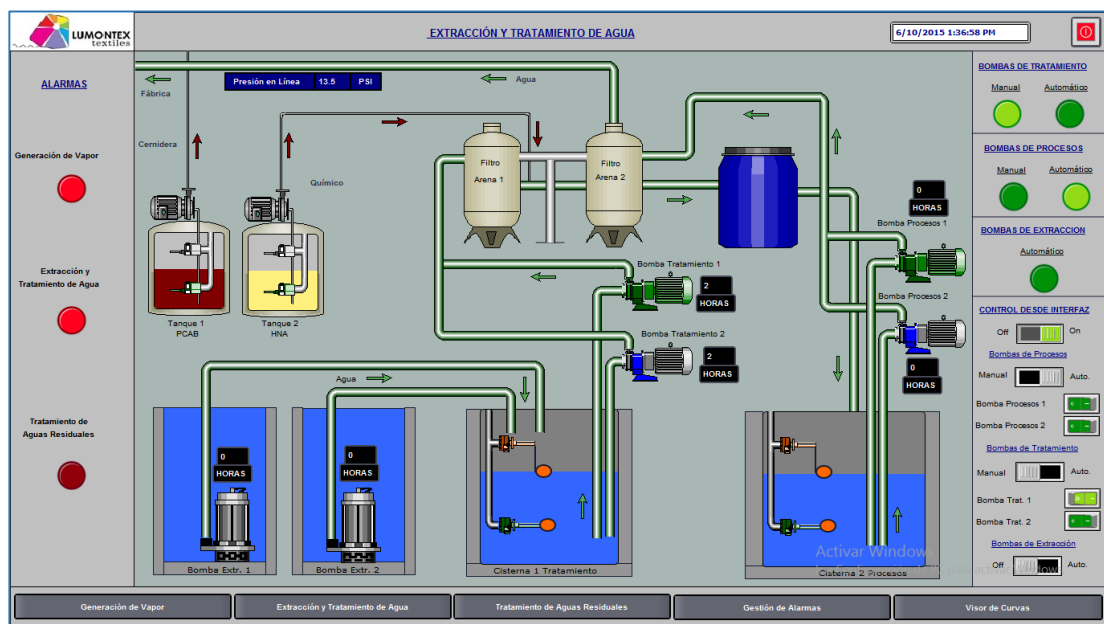 LUMONTEX
textiles
EXTRACCIÓN Y TRATAMIENTO DE AGUA
6/10/2015 1:36:58 PM
ALARMAS
Generación de Vapor
Extracción y
Tratamiento de Agua
Tratamiento de
Aguas Residuales
Fábrica
Presión en Línea 13.5 PSI
Agua
Cernidera
Químico
Filtro
Arena 1
Filtro
Arena 2
Tanque 1
PCAB
Tanque 2
HNA
0
HORAS
Bomba Procesos 1
Bomba Tratamiento 1
2
HORAS
Bomba Procesos 2
Bomba Tratamiento 2
2
HORAS
0
HORAS
Agua
0
HORAS
0
HORAS
Bomba Extr. 1
Bomba Extr. 2
Cisterna 1 Tratamiento
Cisterna 2 Procesos
Activar Windows
BOMBAS DE TRATAMIENTO
Manual Automático
BOMBAS DE PROCESOS
Manual Automático
BOMBAS DE EXTRACCION
Automático
CONTROL DESDE INTERFAZ
Off On
Bombas de Procesos
Manual Auto.
Bomba Procesos 1
Bomba Procesos 2
Bombas de Tratamiento
Manual Auto.
Bomba Trat. 1
Bomba Trat. 2
Bombas de Extracción
Off Auto.
Generación de Vapor
Extracción y Tratamiento de Agua
Tratamiento de Aguas Residuales
Gestión de Alarmas
Visor de Curvas